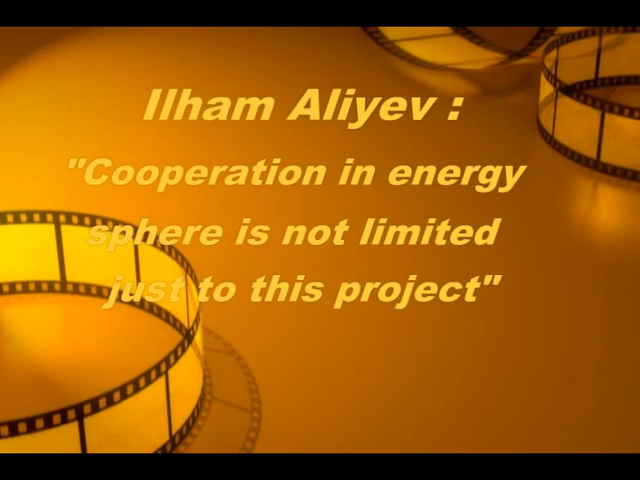 Ilham Aliyev :
"Cooperation in energy
sphere is not limited
just to this project"